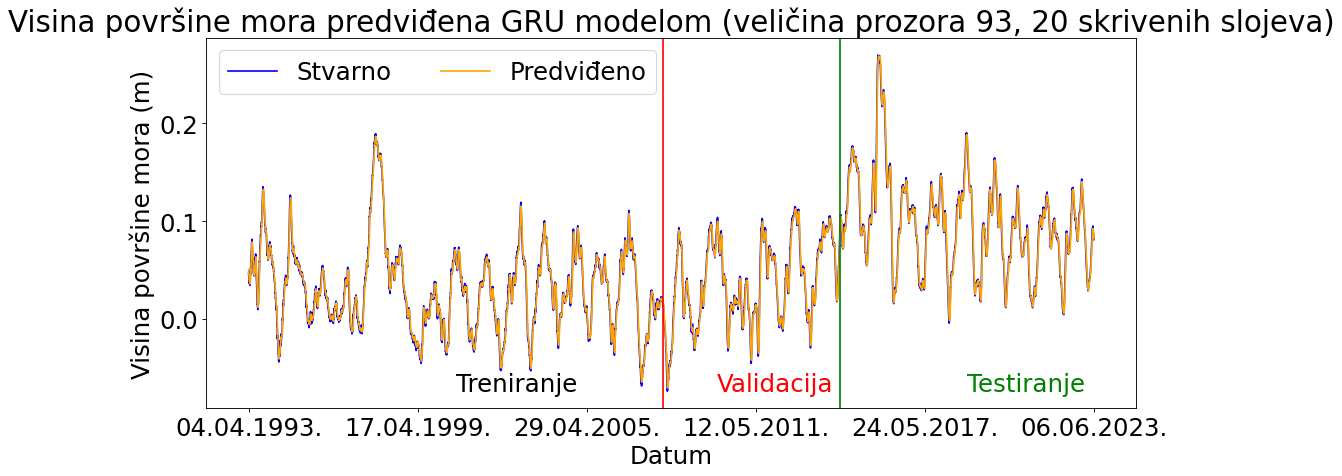 Visina površine mora predviđena GRU modelom (veličina prozora 93, 20 skrivenih slojeva)
Stvarno Predviđeno
Visina površine mora (m)
0.2
0.1
0.0
Treniranje Validacija Testiranje
04.04.1993. 17.04.1999. 29.04.2005. 12.05.2011. 24.05.2017. 06.06.2023.
Datum